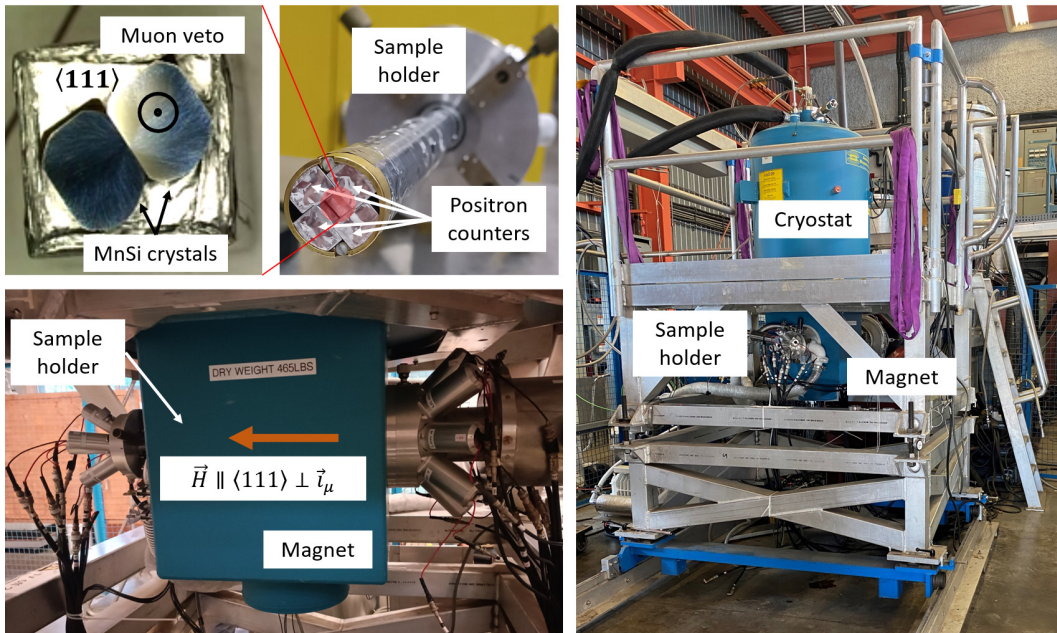 Muon veto
⟨111⟩
MnSi crystals
Sample
holder
Positron
counters
Sample
holder
DRY WEIGHT 465LBS
H⃗ ∥ ⟨111⟩ ⊥ i⃗μ
Magnet
Cryostat
Sample
holder
Magnet